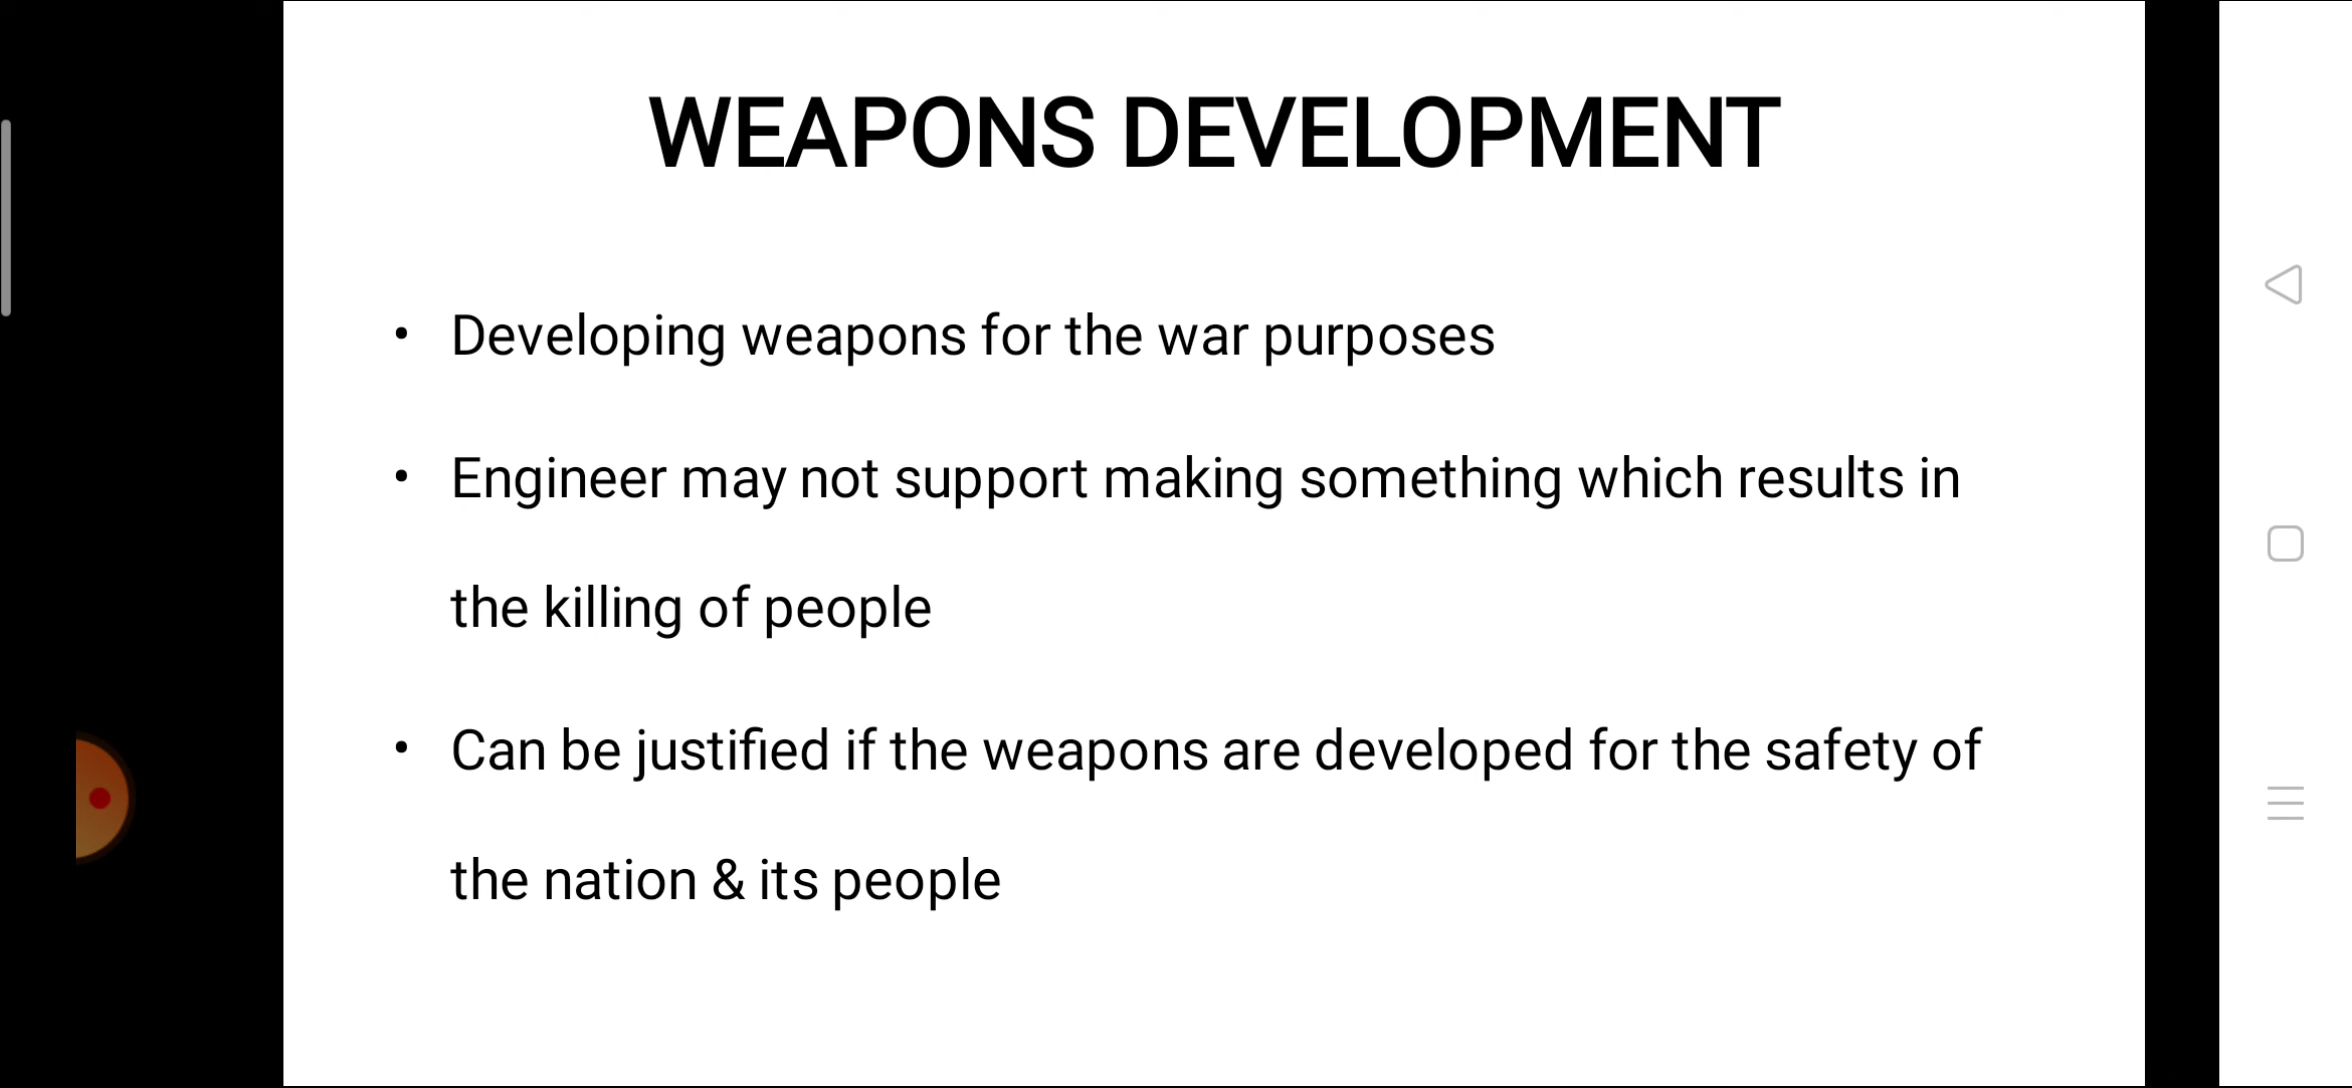 WEAPONS DEVELOPMENT
• Developing weapons for the war purposes
• Engineer may not support making something which results in
the killing of people
• Can be justified if the weapons are developed for the safety of
the nation & its people